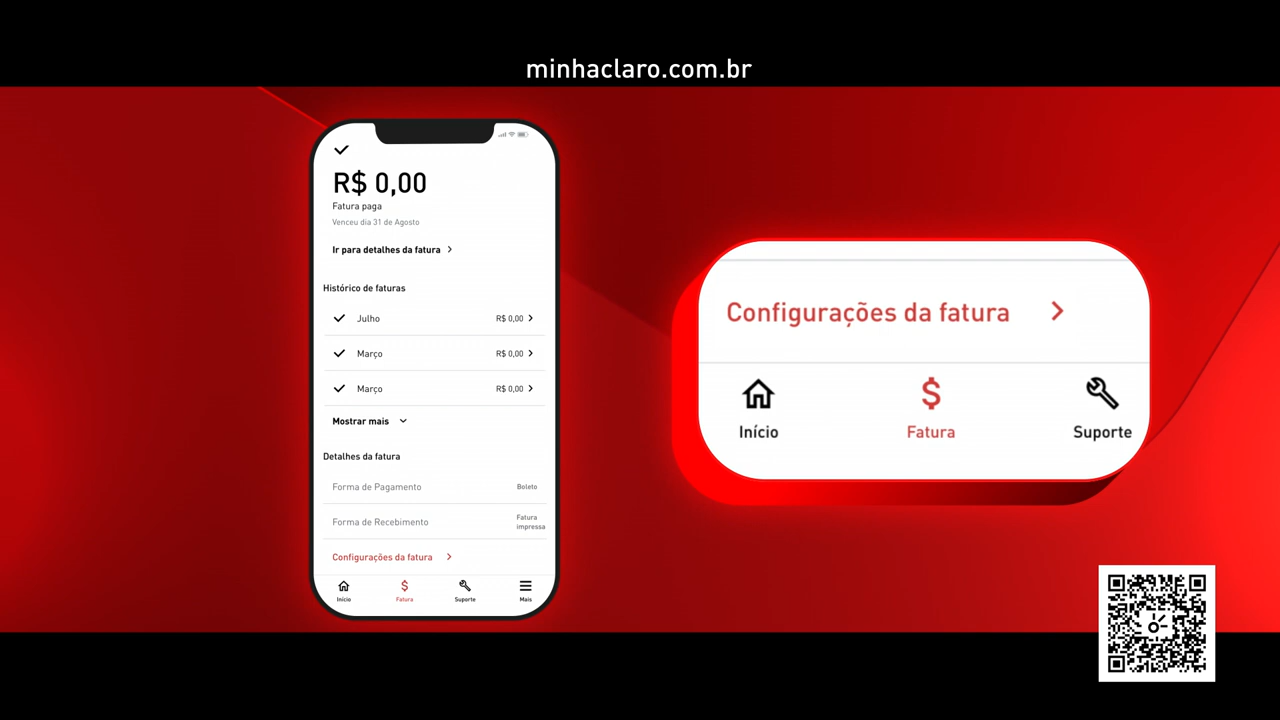 minhaclaro.com.br
R$ 0,00
Fatura paga
Venceu dia 31 de Agosto
Ir para detalhes da fatura
Histórico de faturas
Julho R$ 0,00
Março R$ 0,00
Março R$ 0,00
Mostrar mais
Detalhes da fatura
Forma de Pagamento Boleto
Forma de Recebimento Fatura
impressa
Configurações da fatura
Início Fatura Suporte Mais
Configurações da fatura
Início Fatura Suporte